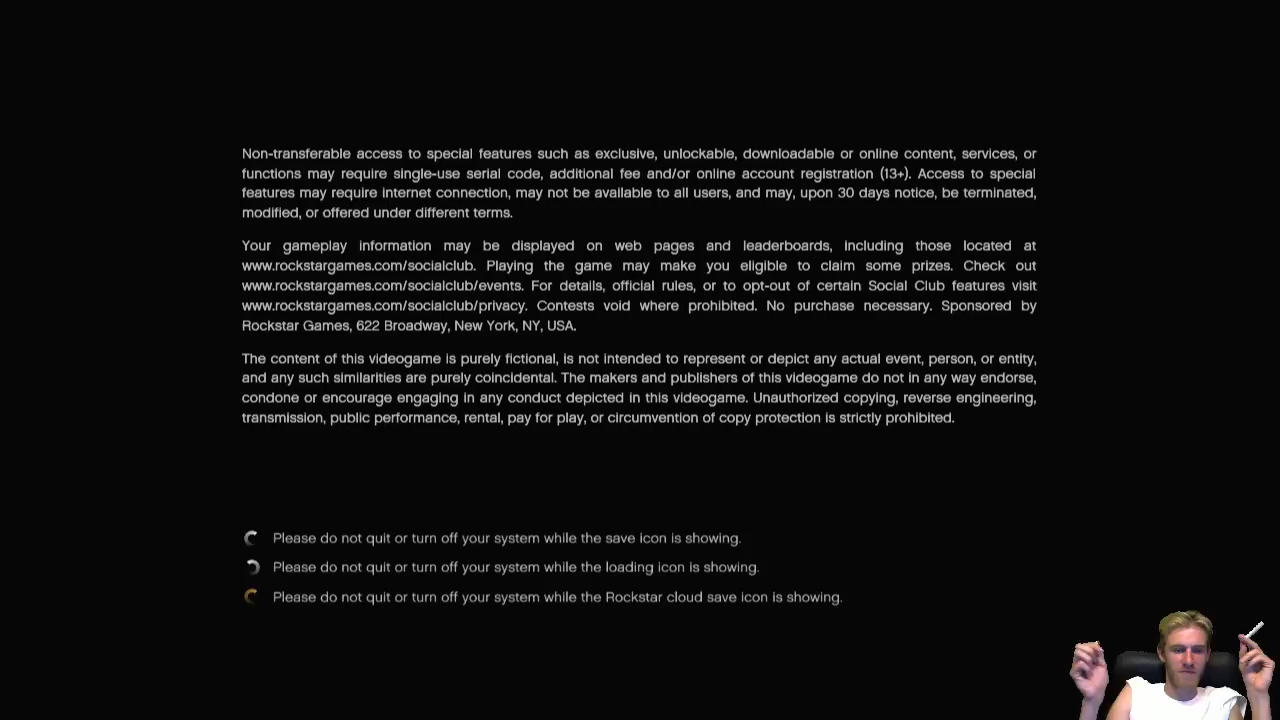 Non-transferable access to special features such as exclusive, unlockable, downloadable or online content, services, or
functions may require single-use serial code, additional fee and/or online account registration (13+). Access to special
features may require internet connection, may not be available to all users, and may, upon 30 days notice, be terminated,
modified, or offered under different terms.
Your gameplay information may be displayed on web pages and leaderboards, including those located at
www.rockstargames.com/socialclub. Playing the game may make you eligible to claim some prizes. Check out
www.rockstargames.com/socialclub/events. For details, official rules, or to opt-out of certain Social Club features visit
www.rockstargames.com/socialclub/privacy. Contests void where prohibited. No purchase necessary. Sponsored by
Rockstar Games, 622 Broadway, New York, NY, USA.
The content of this videogame is purely fictional, is not intended to represent or depict any actual event, person, or entity,
and any such similarities are purely coincidental. The makers and publishers of this videogame do not in any way endorse,
condone or encourage engaging in any conduct depicted in this videogame. Unauthorized copying, reverse engineering,
transmission, public performance, rental, pay for play, or circumvention of copy protection is strictly prohibited.
Please do not quit or turn off your system while the save icon is showing.
Please do not quit or turn off your system while the loading icon is showing.
Please do not quit or turn off your system while the Rockstar cloud save icon is showing.